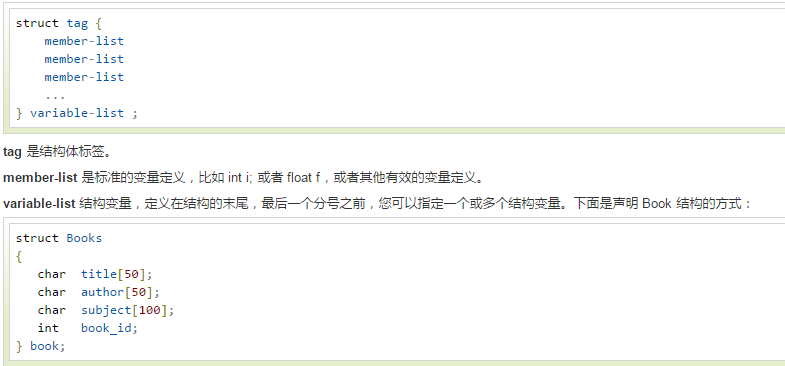 struct tag {
    member-list
    member-list
    member-list
    ...
} variable-list ;
tag 是结构体标签。
member-list 是标准的变量定义，比如 int i; 或者 float f，或者其他有效的变量定义。
variable-list 结构变量，定义在结构的末尾，最后一个分号之前，您可以指定一个或多个结构变量。下面是声明 Book 结构的方式：
struct Books
{
   char  title[50];
   char  author[50];
   char  subject[100];
   int   book_id;
} book;